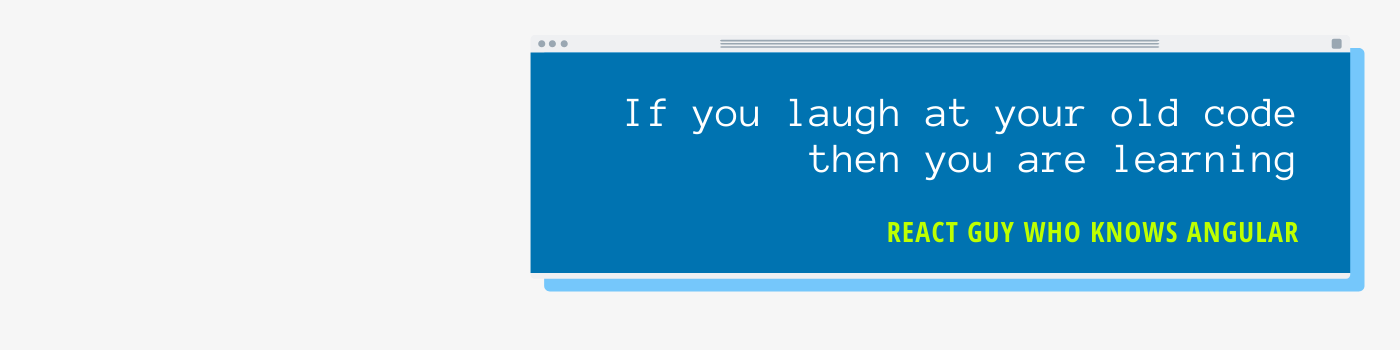 If you laugh at your old code
then you are learning
REACT GUY WHO KNOWS ANGULAR